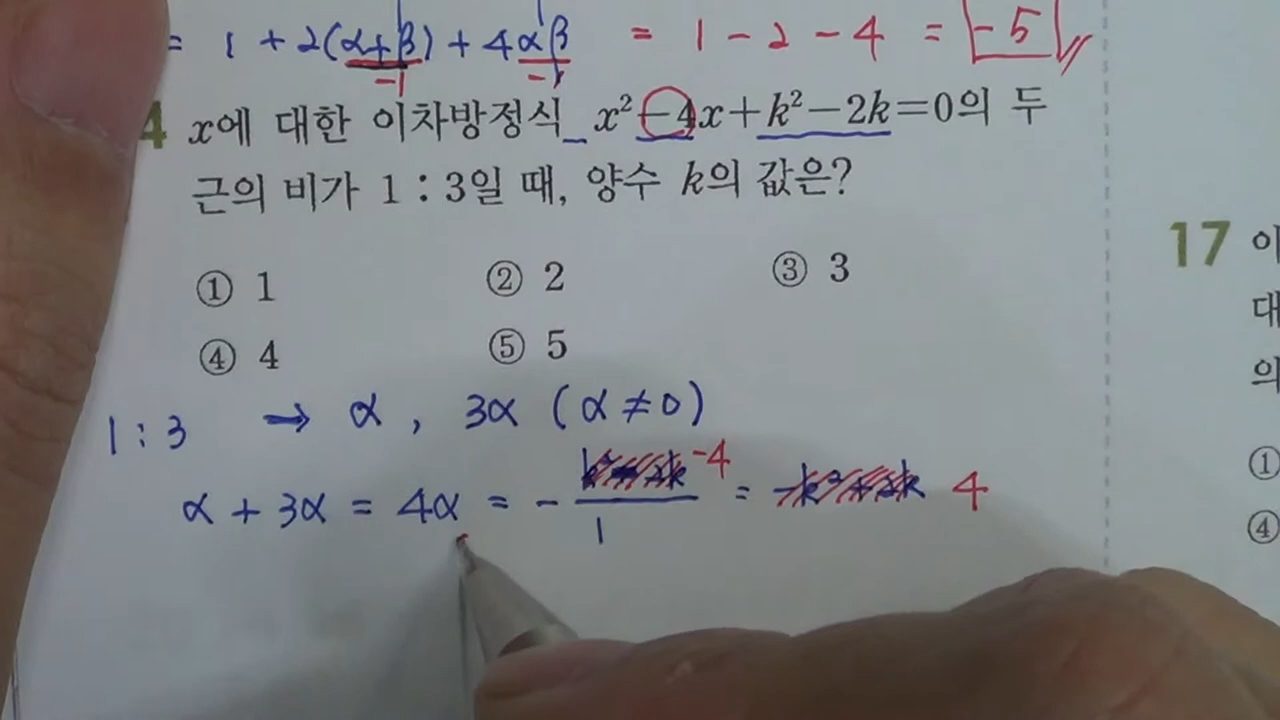 = 1 + 2(α+β) + 4αβ = 1 - 2 - 4 = -5
-1 -1
4 x에 대한 이차방정식 x²-4x+k²-2k=0의 두
근의 비가 1 : 3일 때, 양수 k의 값은?
① 1 ② 2 ③ 3
④ 4 ⑤ 5
1 : 3 → α , 3α (α≠0)
α + 3α = 4α = - -4/1 = 4
17 이
대
의
①
④